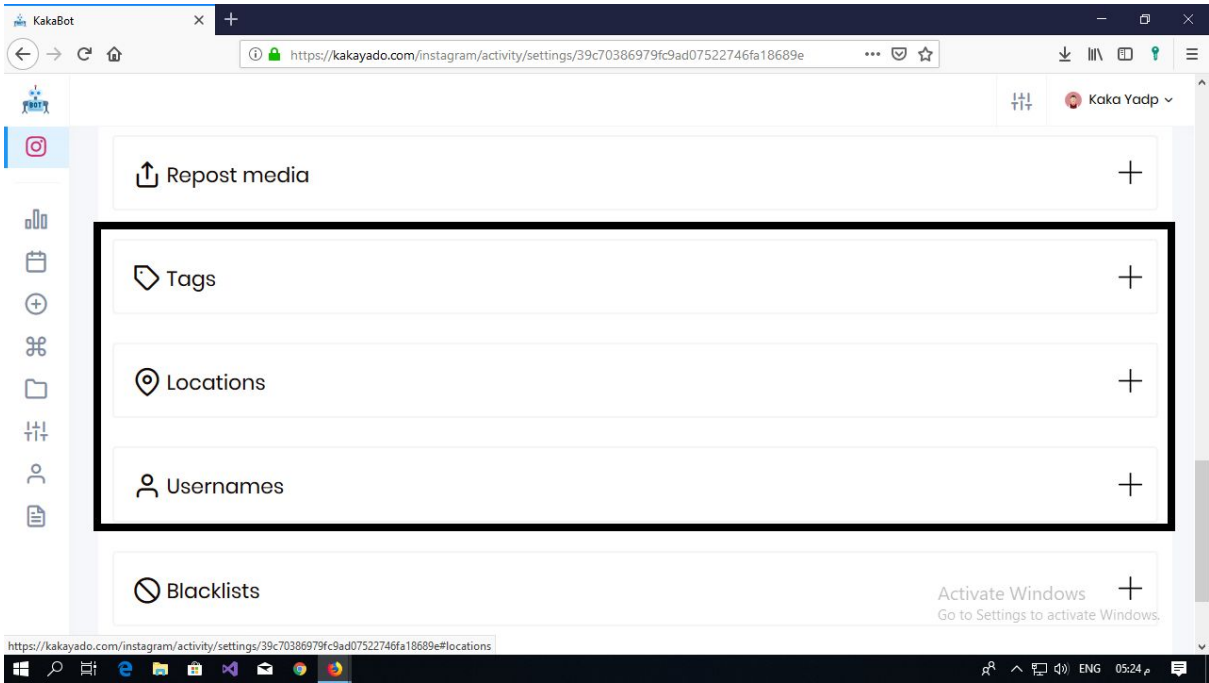 KakaBot
https://kakayado.com/instagram/activity/settings/39c70386979fc9ad07522746fa18689e
BOT
Kaka Yadp
Repost media
Tags
Locations
Usernames
Blacklists
Activate Windows
Go to Settings to activate Windows.
https://kakayado.com/instagram/activity/settings/39c70386979fc9ad07522746fa18689e#locations
ENG 05:24 م